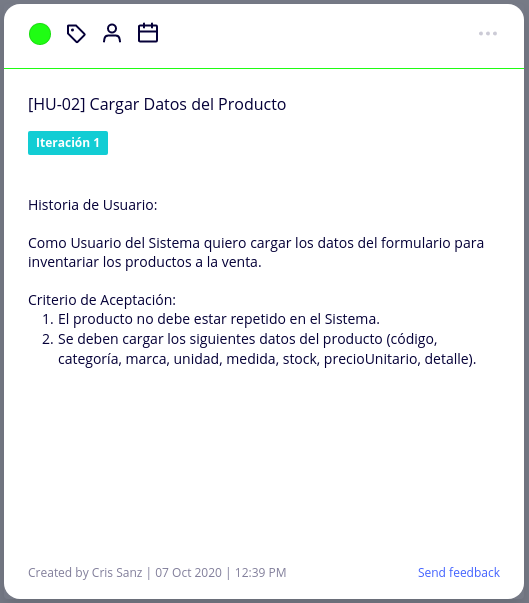 [HU-02] Cargar Datos del Producto
Iteración 1
Historia de Usuario:
Como Usuario del Sistema quiero cargar los datos del formulario para
inventariar los productos a la venta.
Criterio de Aceptación:
1. El producto no debe estar repetido en el Sistema.
2. Se deben cargar los siguientes datos del producto (código,
categoría, marca, unidad, medida, stock, precioUnitario, detalle).
Created by Cris Sanz | 07 Oct 2020 | 12:39 PM
Send feedback